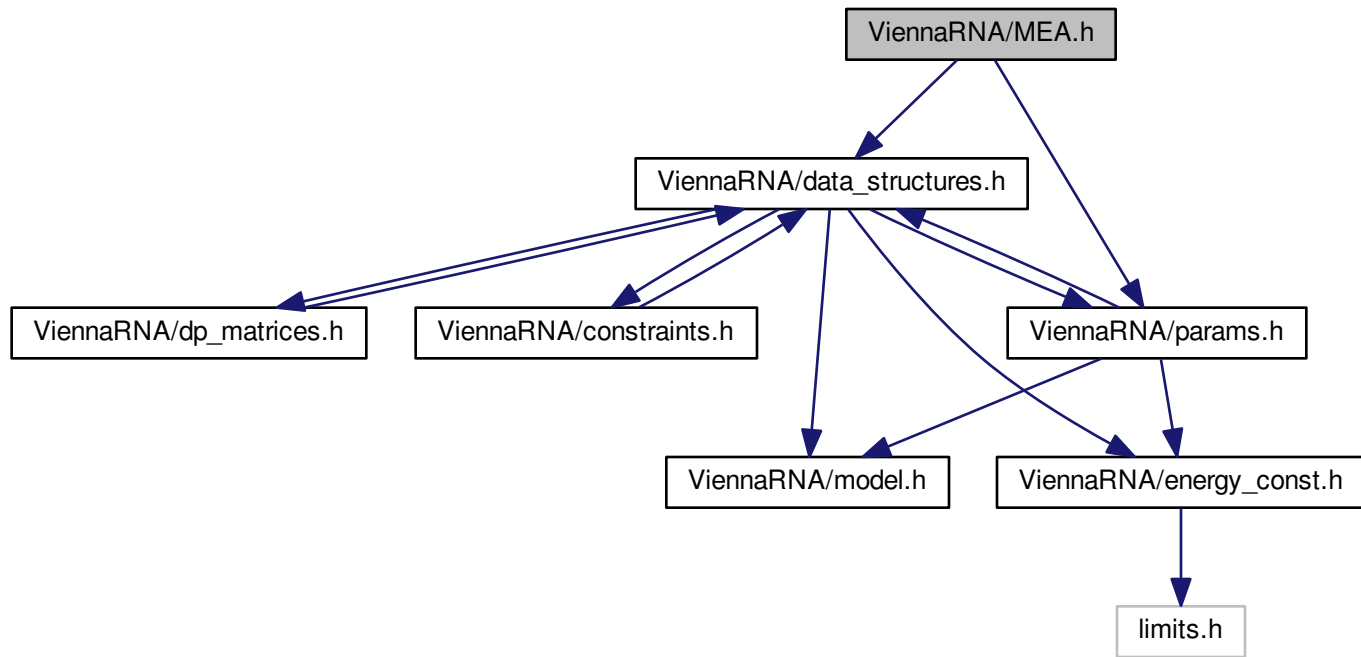 ViennaRNA/MEA.h
ViennaRNA/data_structures.h
ViennaRNA/dp_matrices.h
ViennaRNA/constraints.h
ViennaRNA/params.h
ViennaRNA/model.h
ViennaRNA/energy_const.h
limits.h